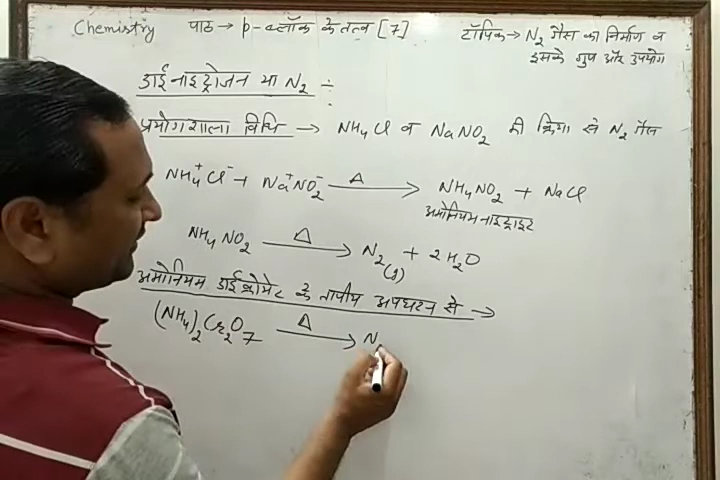 Chemistry पाठ → p-ब्लॉक के तत्व [7] टॉपिक → N₂ गैस का निर्माण व
इसके गुण और उपयोग
डाईनाइट्रोजन या N₂ ÷
प्रयोगशाला विधि → NH₄Cl व NaNO₂ की क्रिया से N₂ गैस
NH₄⁺Cl⁻ + Na⁺NO₂⁻ —Δ→ NH₄NO₂ + NaCl
अमोनियम नाइट्राइट
NH₄NO₂ —Δ→ N₂(g) + 2H₂O
अमोनियम डाईक्रोमेट के तापीय अपघटन से →
(NH₄)₂Cr₂O₇ —Δ→ N